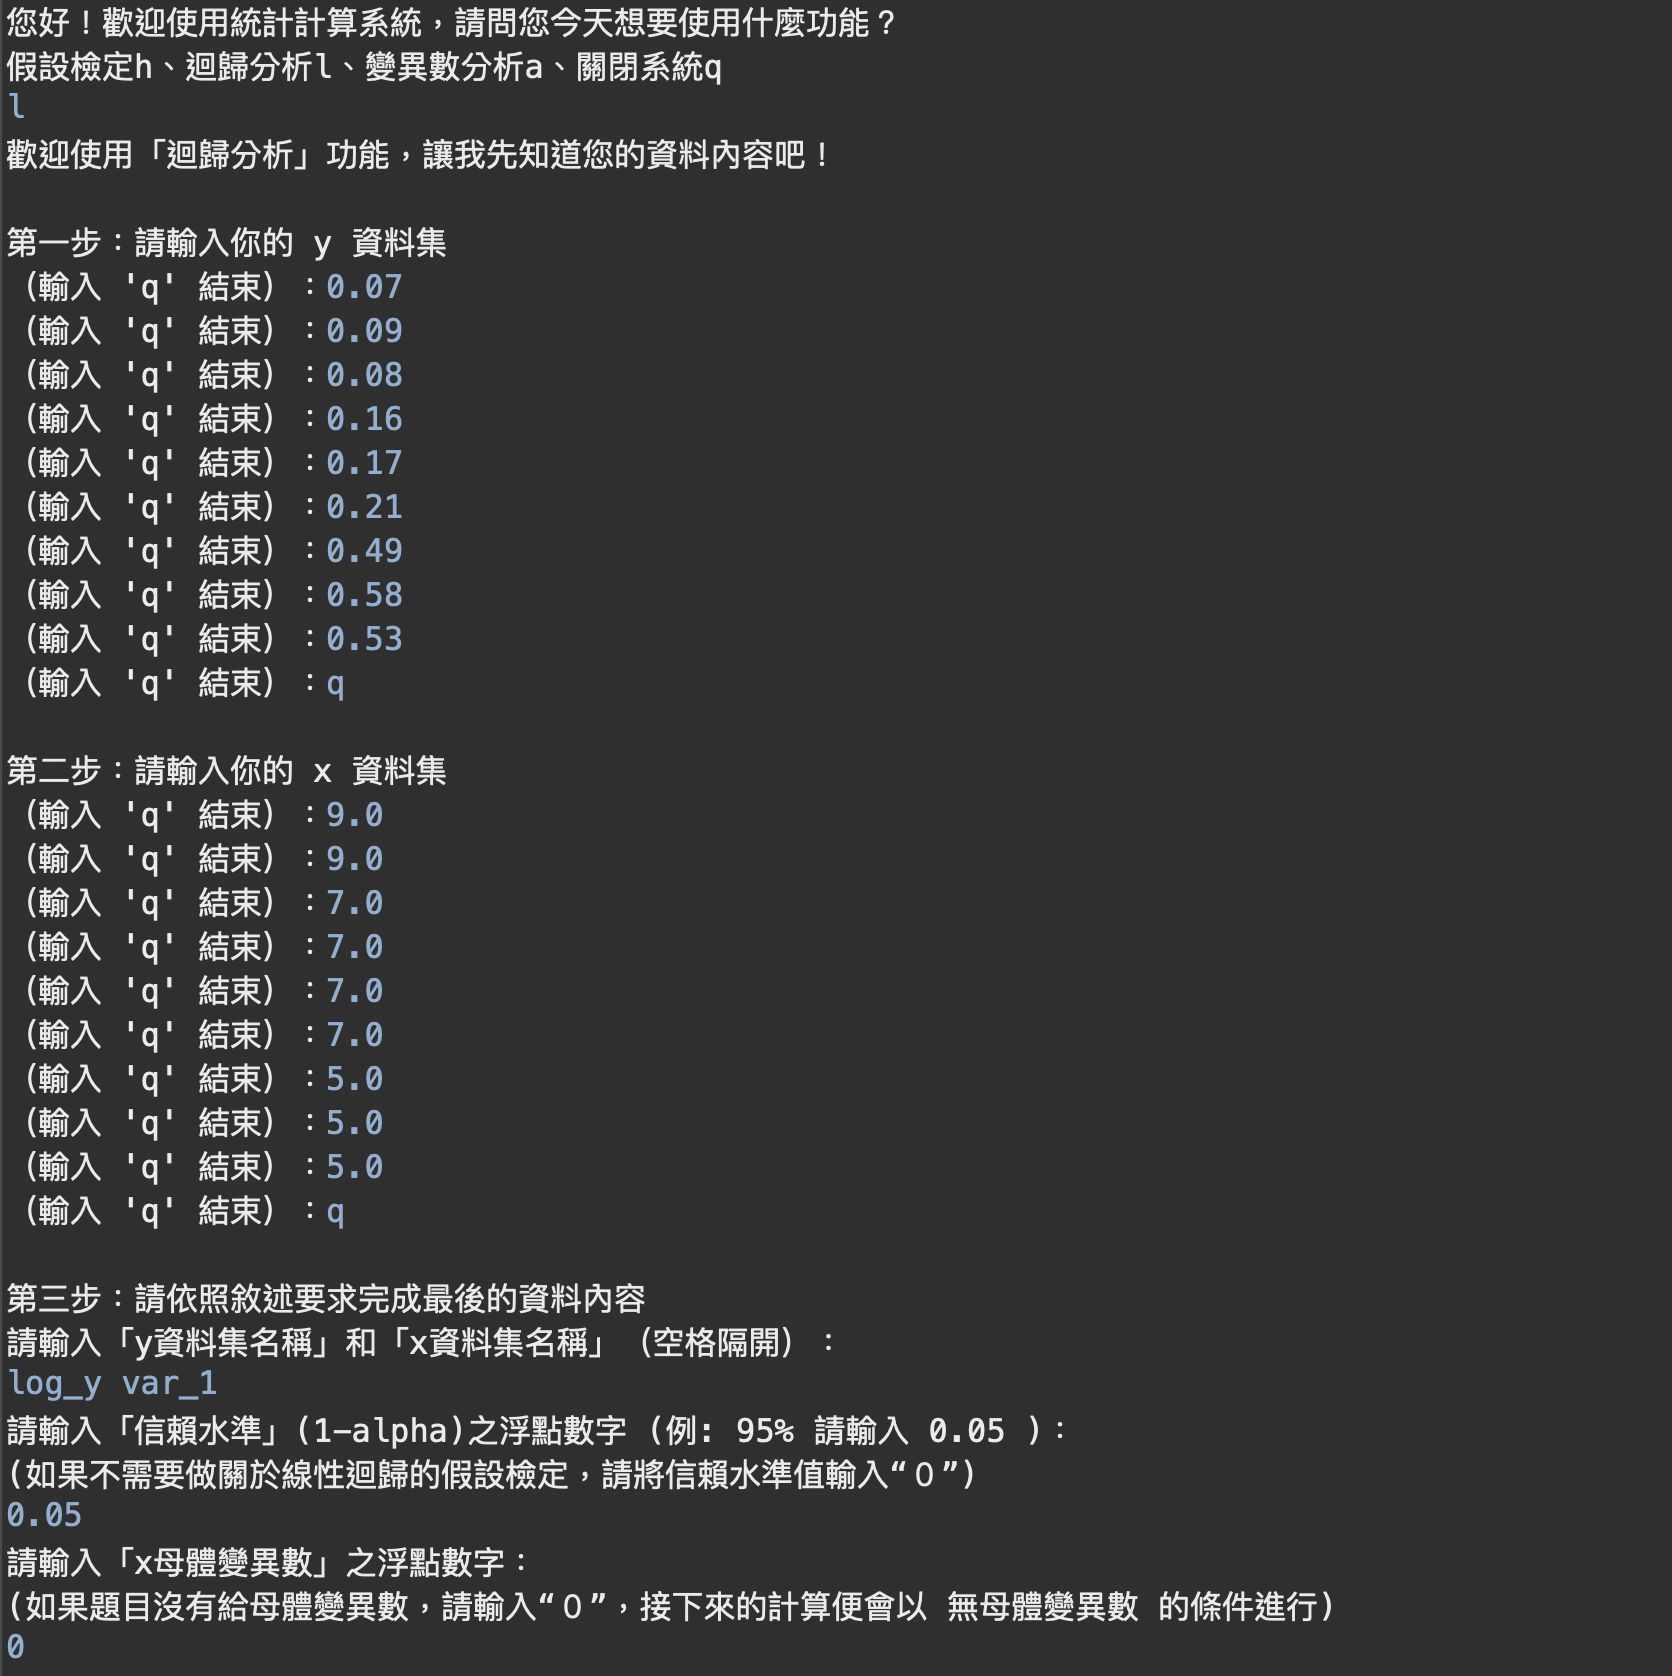 您好！歡迎使用統計計算系統，請問您今天想要使用什麼功能？
假設檢定h、迴歸分析l、變異數分析a、關閉系統q
l
歡迎使用「迴歸分析」功能，讓我先知道您的資料內容吧！
第一步：請輸入你的 y 資料集
（輸入 'q' 結束）：0.07
（輸入 'q' 結束）：0.09
（輸入 'q' 結束）：0.08
（輸入 'q' 結束）：0.16
（輸入 'q' 結束）：0.17
（輸入 'q' 結束）：0.21
（輸入 'q' 結束）：0.49
（輸入 'q' 結束）：0.58
（輸入 'q' 結束）：0.53
（輸入 'q' 結束）：q
第二步：請輸入你的 x 資料集
（輸入 'q' 結束）：9.0
（輸入 'q' 結束）：9.0
（輸入 'q' 結束）：7.0
（輸入 'q' 結束）：7.0
（輸入 'q' 結束）：7.0
（輸入 'q' 結束）：7.0
（輸入 'q' 結束）：5.0
（輸入 'q' 結束）：5.0
（輸入 'q' 結束）：5.0
（輸入 'q' 結束）：q
第三步：請依照敘述要求完成最後的資料內容
請輸入「y資料集名稱」和「x資料集名稱」（空格隔開）：
log_y var_1
請輸入「信賴水準」(1-alpha)之浮點數字 (例: 95% 請輸入 0.05 )：
(如果不需要做關於線性迴歸的假設檢定，請將信賴水準值輸入“０”)
0.05
請輸入「x母體變異數」之浮點數字：
(如果題目沒有給母體變異數，請輸入“０”，接下來的計算便會以 無母體變異數 的條件進行)
0